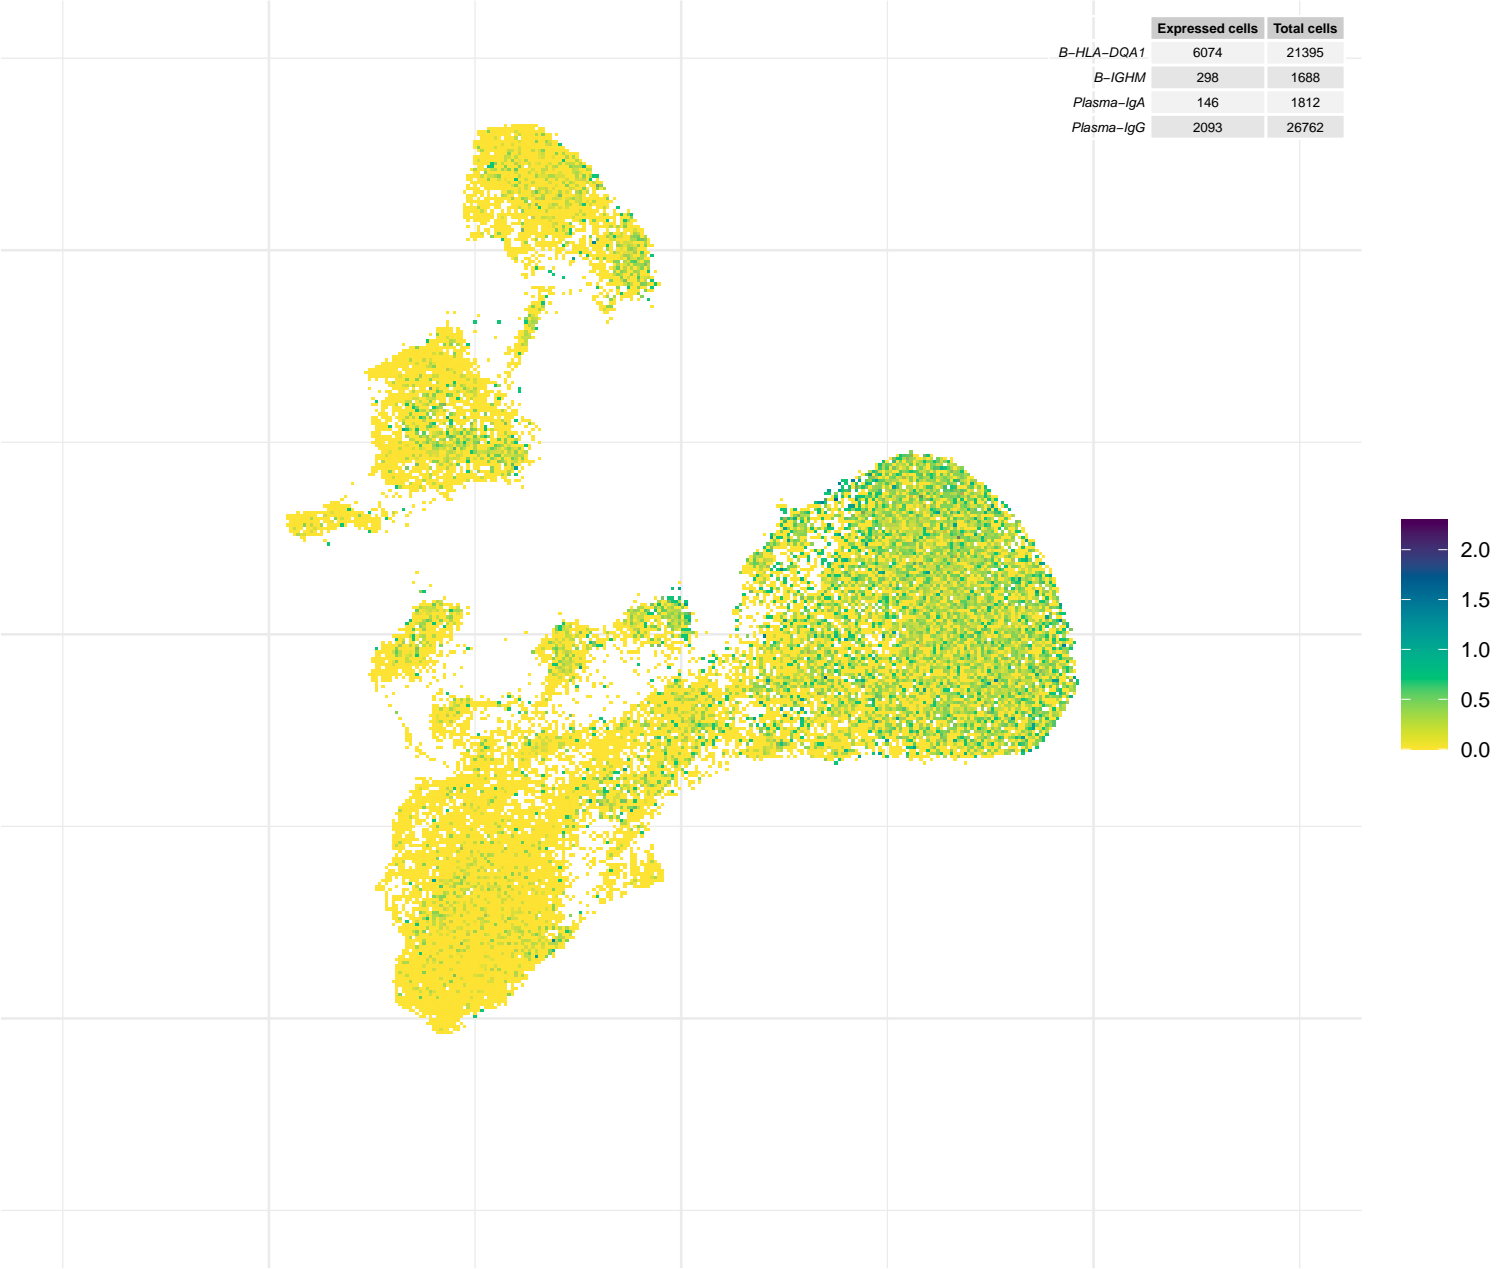 Expressed cells Total cells
B−HLA−DQA1 6074 21395
B−IGHM 298 1688
Plasma−IgA 146 1812
Plasma−IgG 2093 26762
2.0
1.5
1.0
0.5
0.0